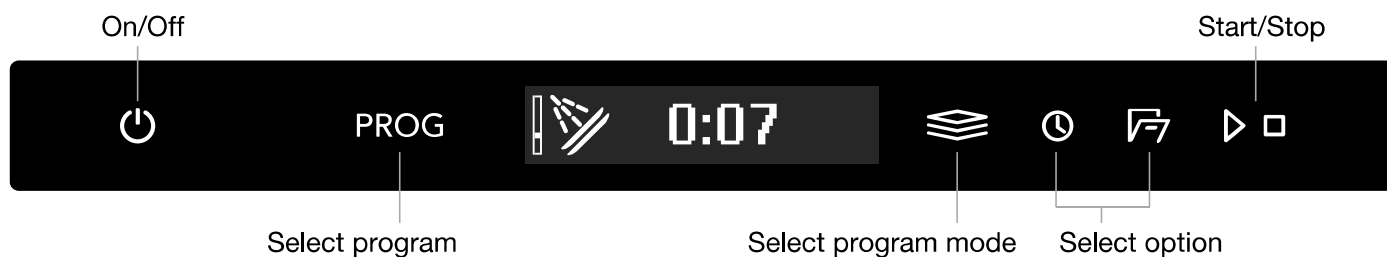 On/Off
Start/Stop
PROG
0:07
Select program
Select program mode
Select option